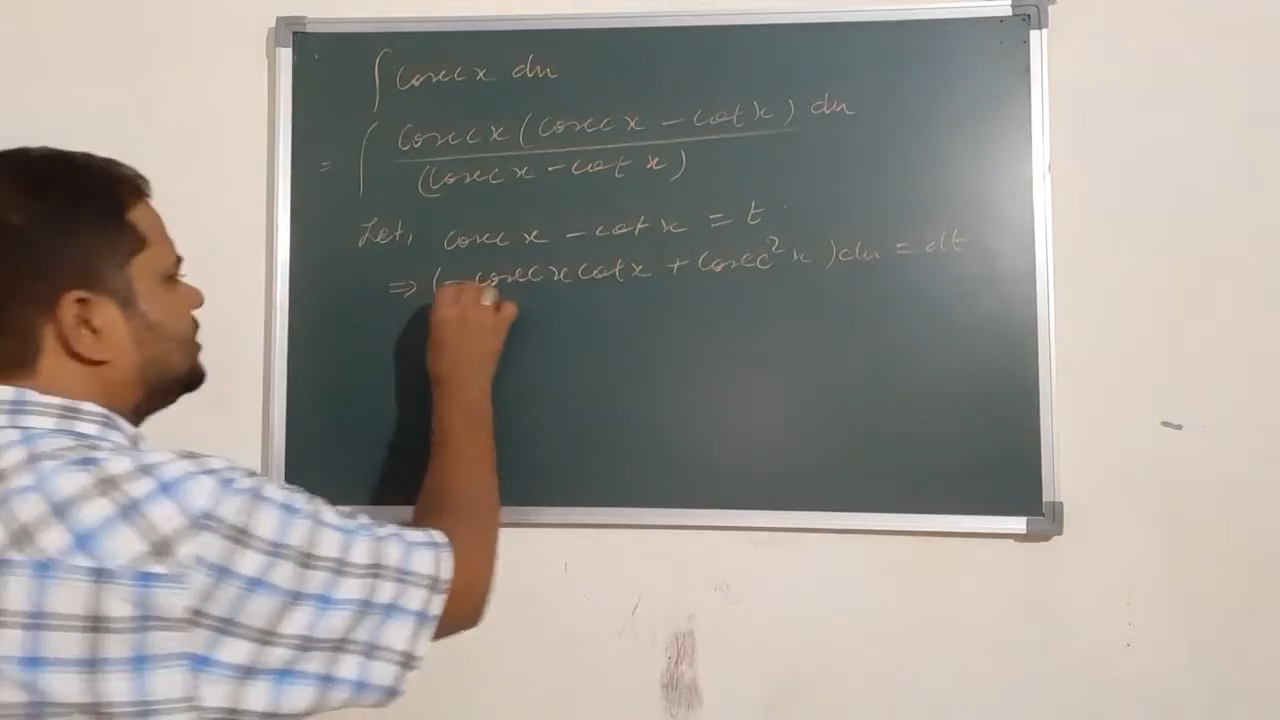 ∫ cosec x dx
= ∫ cosec x (cosec x - cot x) dx
(cosec x - cot x)
Let, cosec x - cot x = t
⇒ (- cosec x cot x + cosec² x) dx = dt